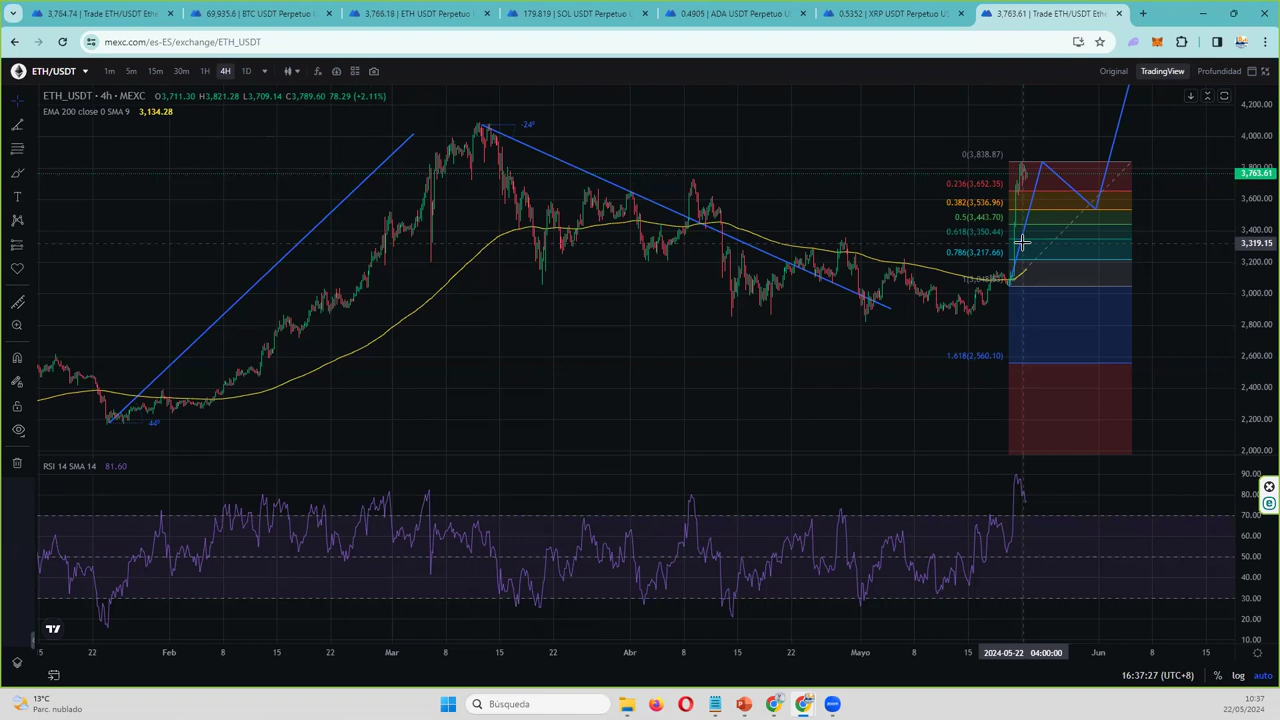 3,764.74 | Trade ETH/USDT Ethe
69,935.6 | BTC USDT Perpetuo
3,766.18 | ETH USDT Perpetuo
179.819 | SOL USDT Perpetuo
0.4905 | ADA USDT Perpetuo U
0.5352 | XRP USDT Perpetuo U
3,763.61 | Trade ETH/USDT Ethe
mexc.com/es-ES/exchange/ETH_USDT
ETH/USDT 1m 5m 15m 30m 1H 4H 1D Original TradingView Profundidad
ETH_USDT · 4h · MEXC O3,711.30 H3,821.28 L3,709.14 C3,789.60 78.29 (+2.11%)
EMA 200 close 0 SMA 9 3,134.28
-24º
44º
0(3,838.87)
0.236(3,652.35)
0.382(3,536.96)
0.5(3,443.70)
0.618(3,350.44)
0.786(3,217.66)
1.618(2,560.10)
4,200.00
4,000.00
3,800.00
3,763.61
3,600.00
3,400.00
3,319.15
3,200.00
3,000.00
2,800.00
2,600.00
2,400.00
2,200.00
2,000.00
RSI 14 SMA 14 81.60
90.00
80.00
70.00
60.00
50.00
40.00
30.00
20.00
10.00
5 22 Feb 8 15 22 Mar 8 15 22 Abr 8 15 22 Mayo 8 15 2024-05-22 04:00:00 Jun 8 15
16:37:27 (UTC+8) % log auto
13°C
Parc. nublado
Búsqueda
10:37
22/05/2024